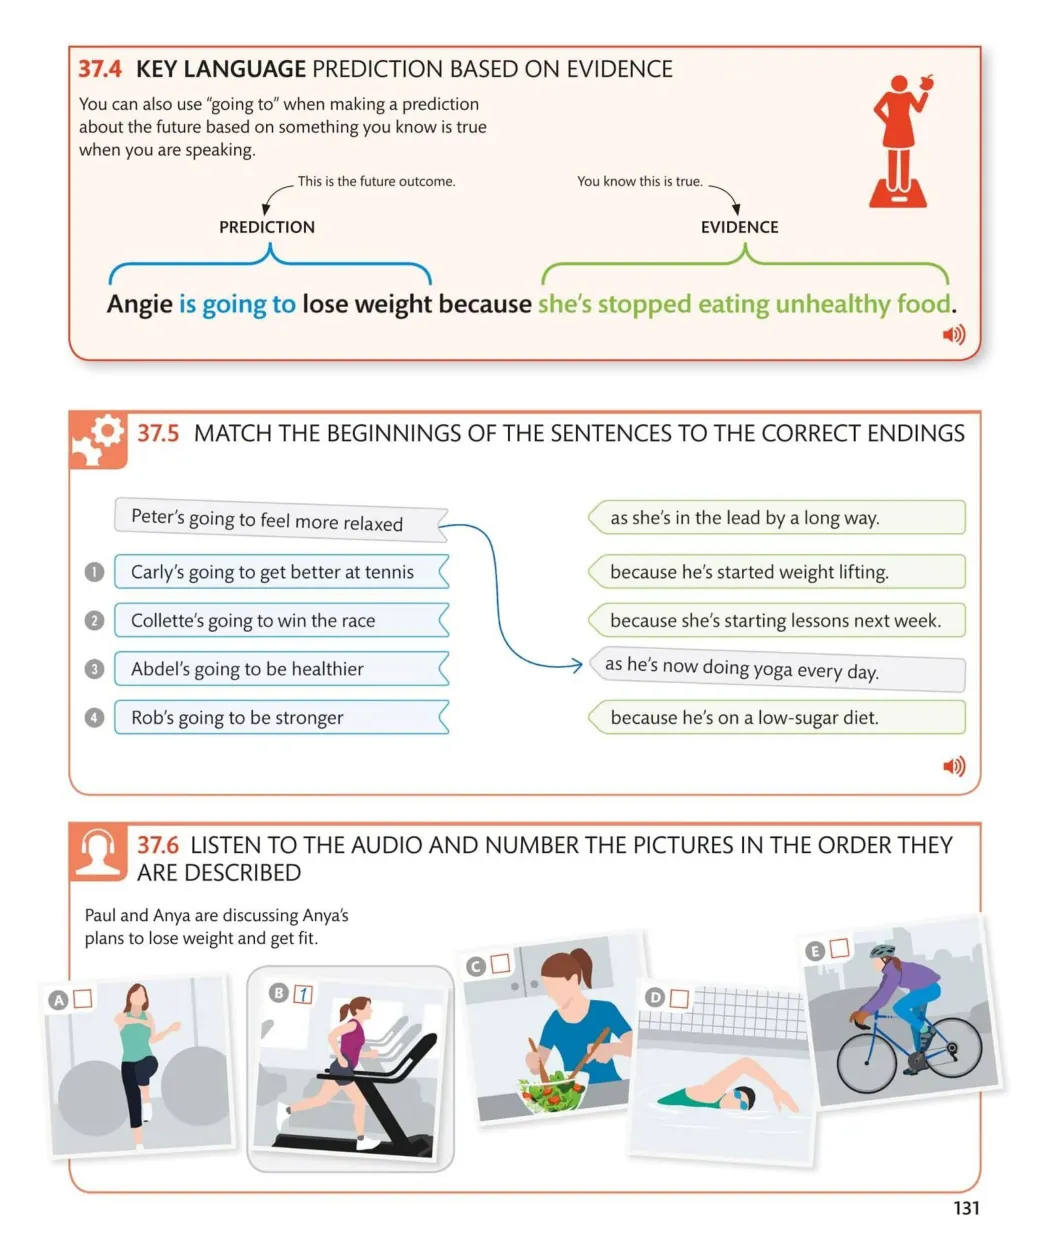 37.4 KEY LANGUAGE PREDICTION BASED ON EVIDENCE
You can also use “going to” when making a prediction
about the future based on something you know is true
when you are speaking.
This is the future outcome.
You know this is true.
PREDICTION
EVIDENCE
Angie is going to lose weight because she’s stopped eating unhealthy food.
37.5 MATCH THE BEGINNINGS OF THE SENTENCES TO THE CORRECT ENDINGS
Peter’s going to feel more relaxed
as she’s in the lead by a long way.
1 Carly’s going to get better at tennis
because he’s started weight lifting.
2 Collette’s going to win the race
because she’s starting lessons next week.
3 Abdel’s going to be healthier
as he’s now doing yoga every day.
4 Rob’s going to be stronger
because he’s on a low-sugar diet.
37.6 LISTEN TO THE AUDIO AND NUMBER THE PICTURES IN THE ORDER THEY
ARE DESCRIBED
Paul and Anya are discussing Anya’s
plans to lose weight and get fit.
A
B 1
C
D
E
131